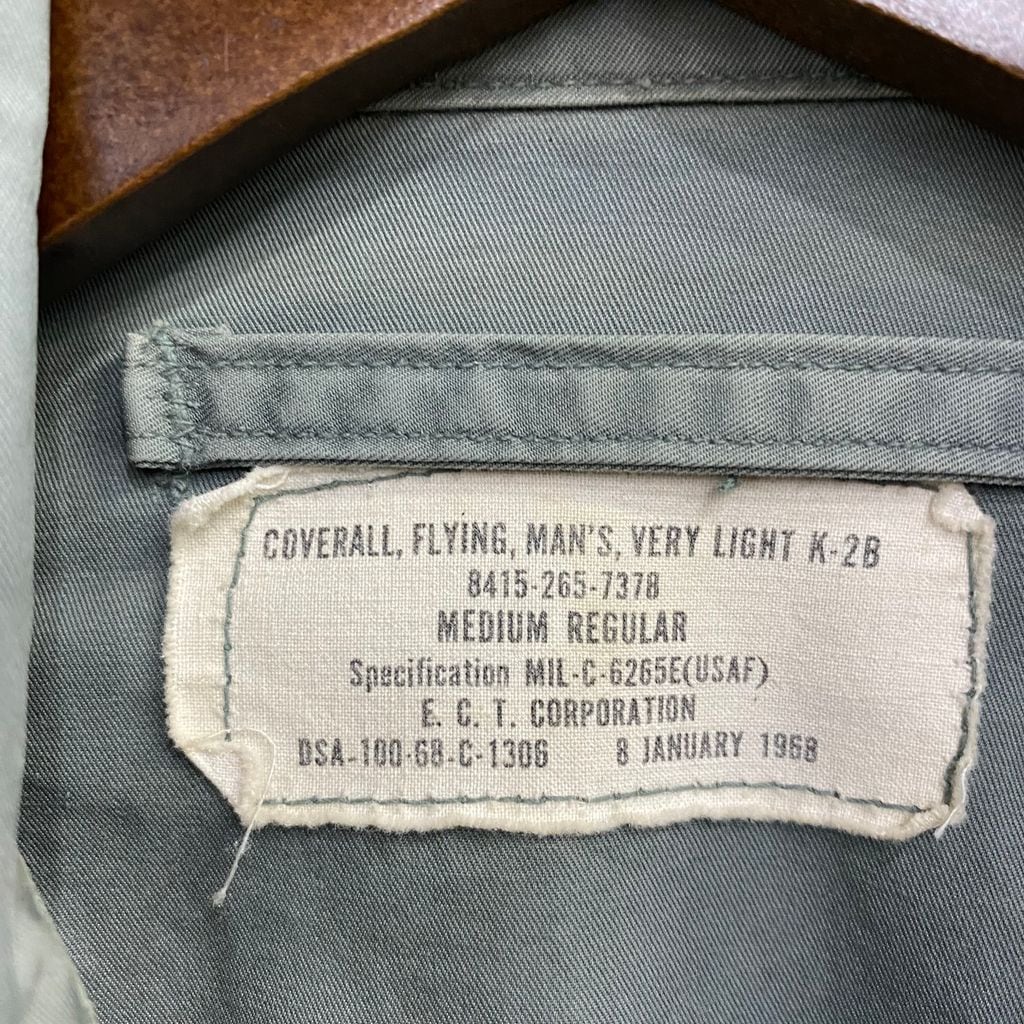 COVERALL, FLYING, MAN'S, VERY LIGHT K-2B
8415-265-7378
MEDIUM REGULAR
Specification MIL-C-6265E(USAF)
E. C. T. CORPORATION
DSA-100-68-C-1306 8 JANUARY 1968